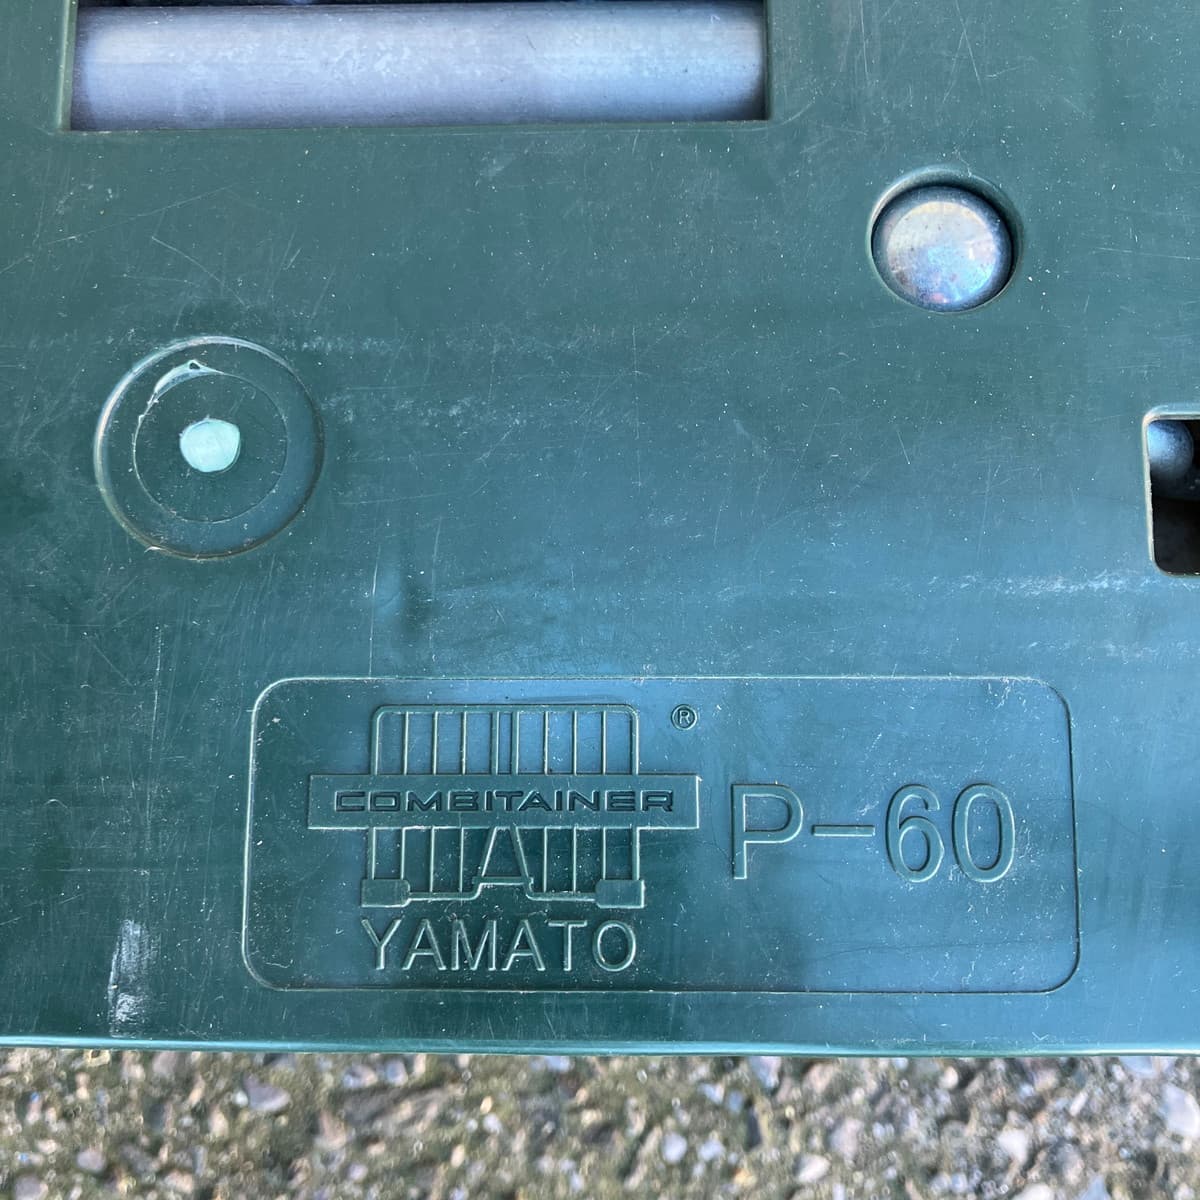 ®
COMBITAINER
P-60
YAMATO